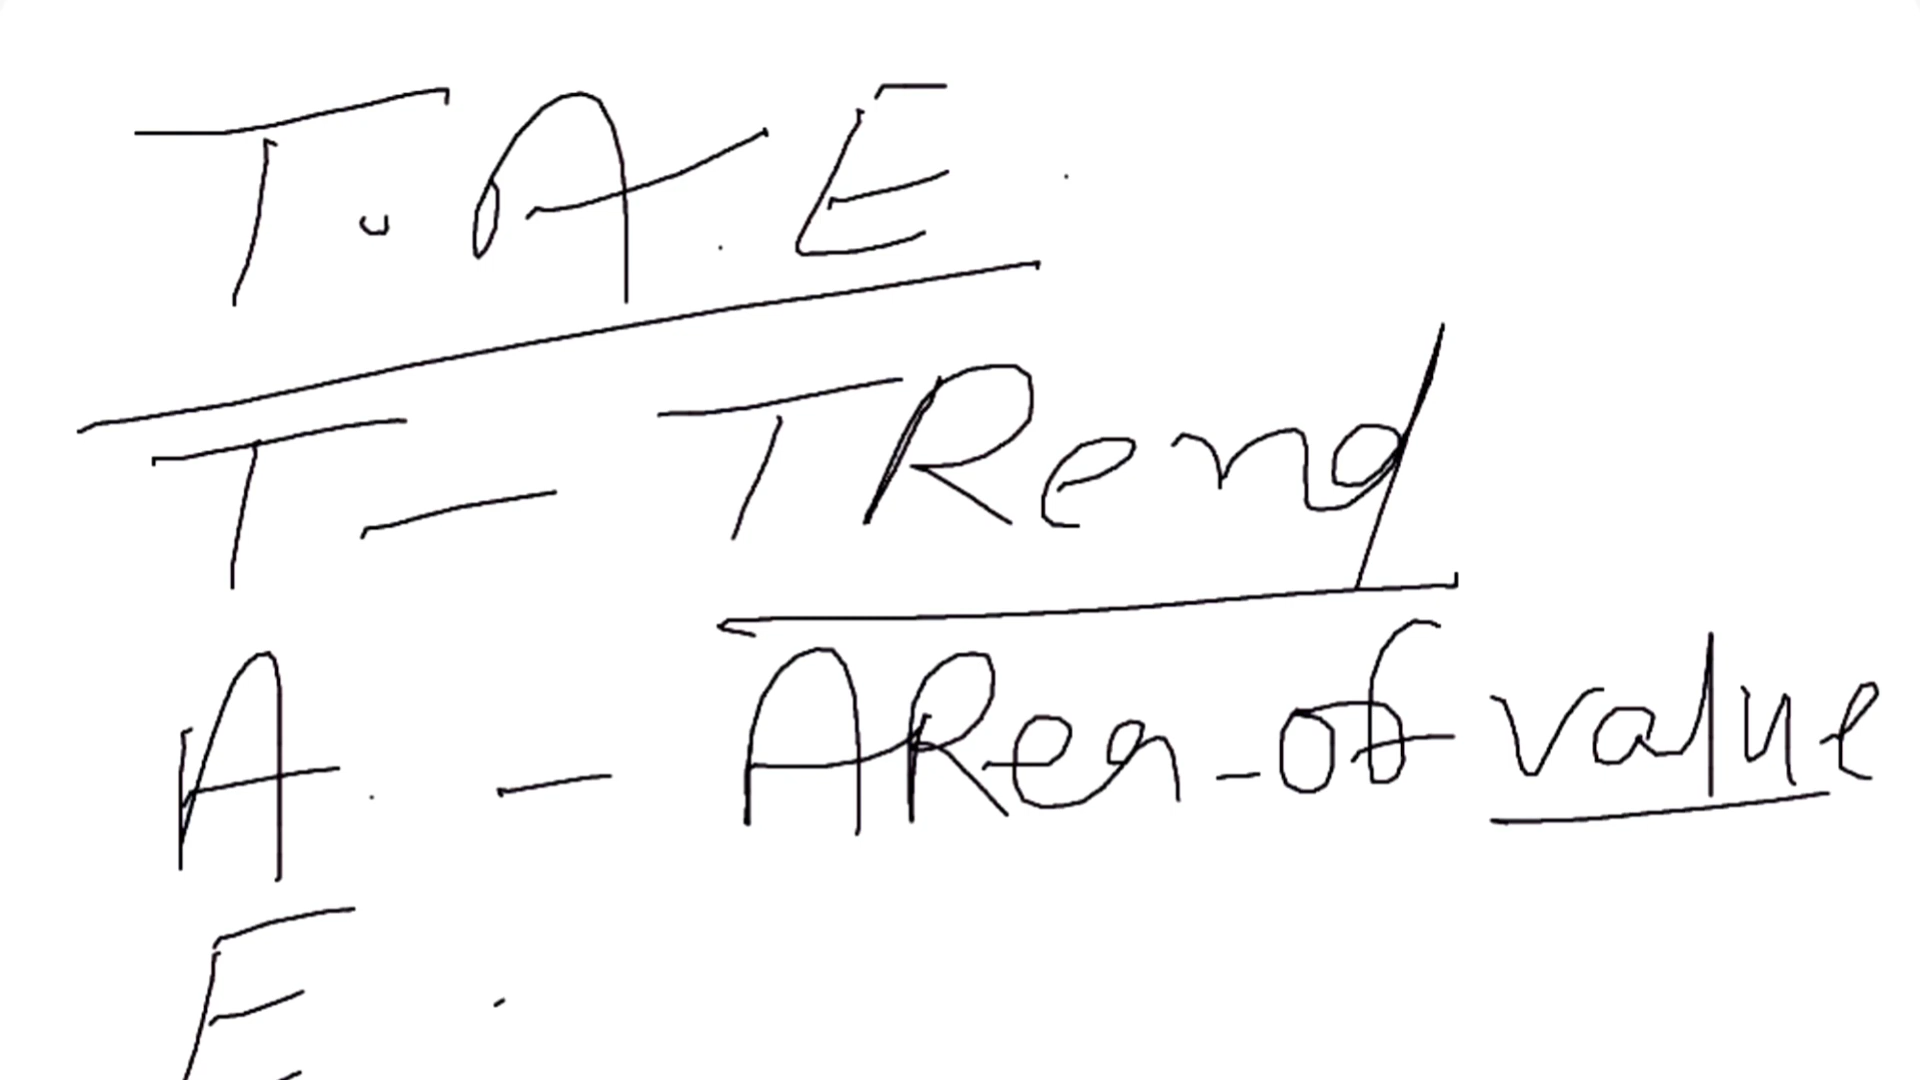 T.A.E
T - TRend
A. - ARea-of value
E